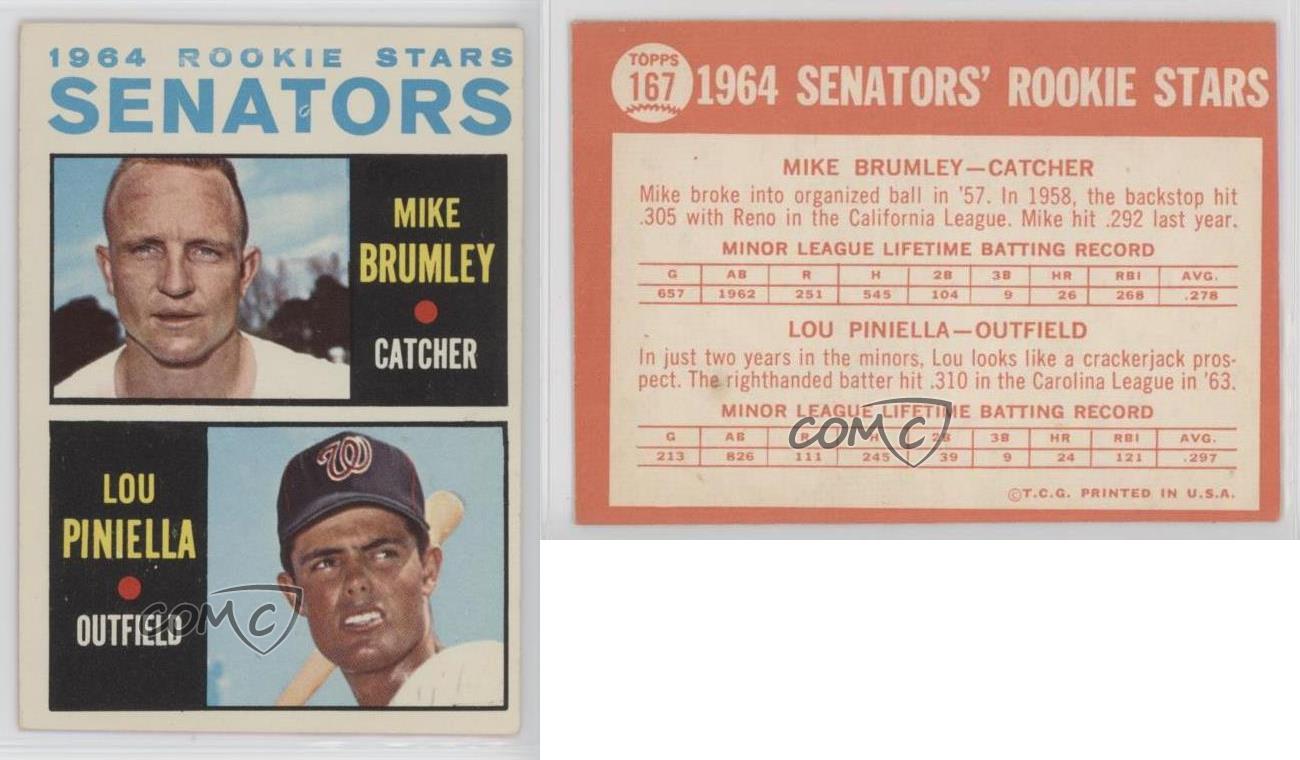 1964 ROOKIE STARS
SENATORS
MIKE
BRUMLEY
CATCHER
W
LOU
PINIELLA
OUTFIELD
COMC
TOPPS
167
1964 SENATORS' ROOKIE STARS
MIKE BRUMLEY—CATCHER
Mike broke into organized ball in '57. In 1958, the backstop hit
.305 with Reno in the California League. Mike hit .292 last year.
MINOR LEAGUE LIFETIME BATTING RECORD
G AB R H 2B 3B HR RBI AVG.
657 1962 251 545 104 9 26 268 .278
LOU PINIELLA—OUTFIELD
In just two years in the minors, Lou looks like a crackerjack pros-
pect. The righthanded batter hit .310 in the Carolina League in '63.
MINOR LEAGUE LIFETIME BATTING RECORD
COMC
G AB R H 2B 3B HR RBI AVG.
213 826 111 245 39 9 24 121 .297
©T.C.G. PRINTED IN U.S.A.